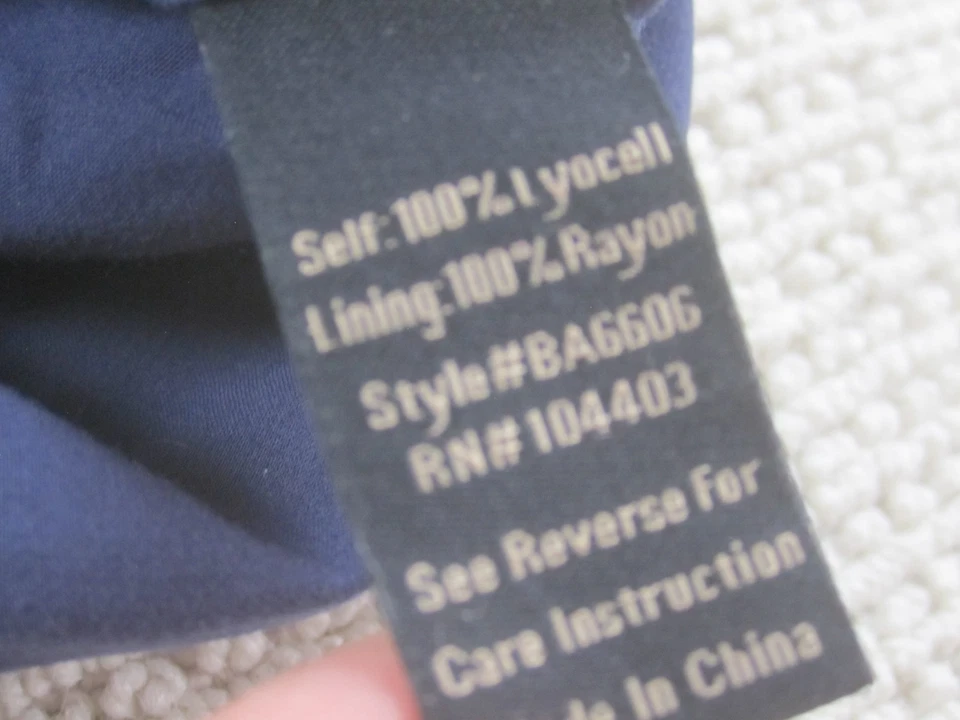 Self:100%Lyocell
Lining:100%Rayon
Style#BA6606
RN#104403
See Reverse For
Care Instruction
In China